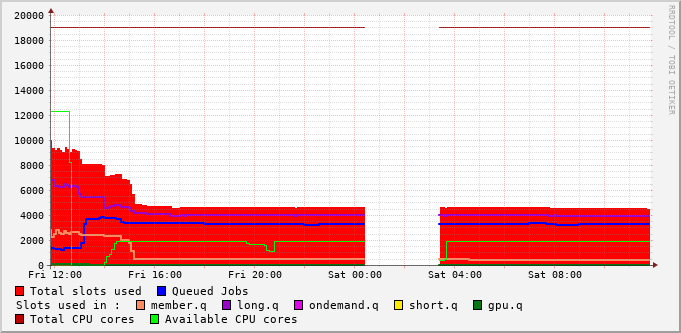 20000
18000
16000
14000
12000
10000
8000
6000
4000
2000
0
Fri 12:00 Fri 16:00 Fri 20:00 Sat 00:00 Sat 04:00 Sat 08:00
Total slots used Queued Jobs
Slots used in : member.q long.q ondemand.q short.q gpu.q
Total CPU cores Available CPU cores
RRDTOOL / TOBI OETIKER